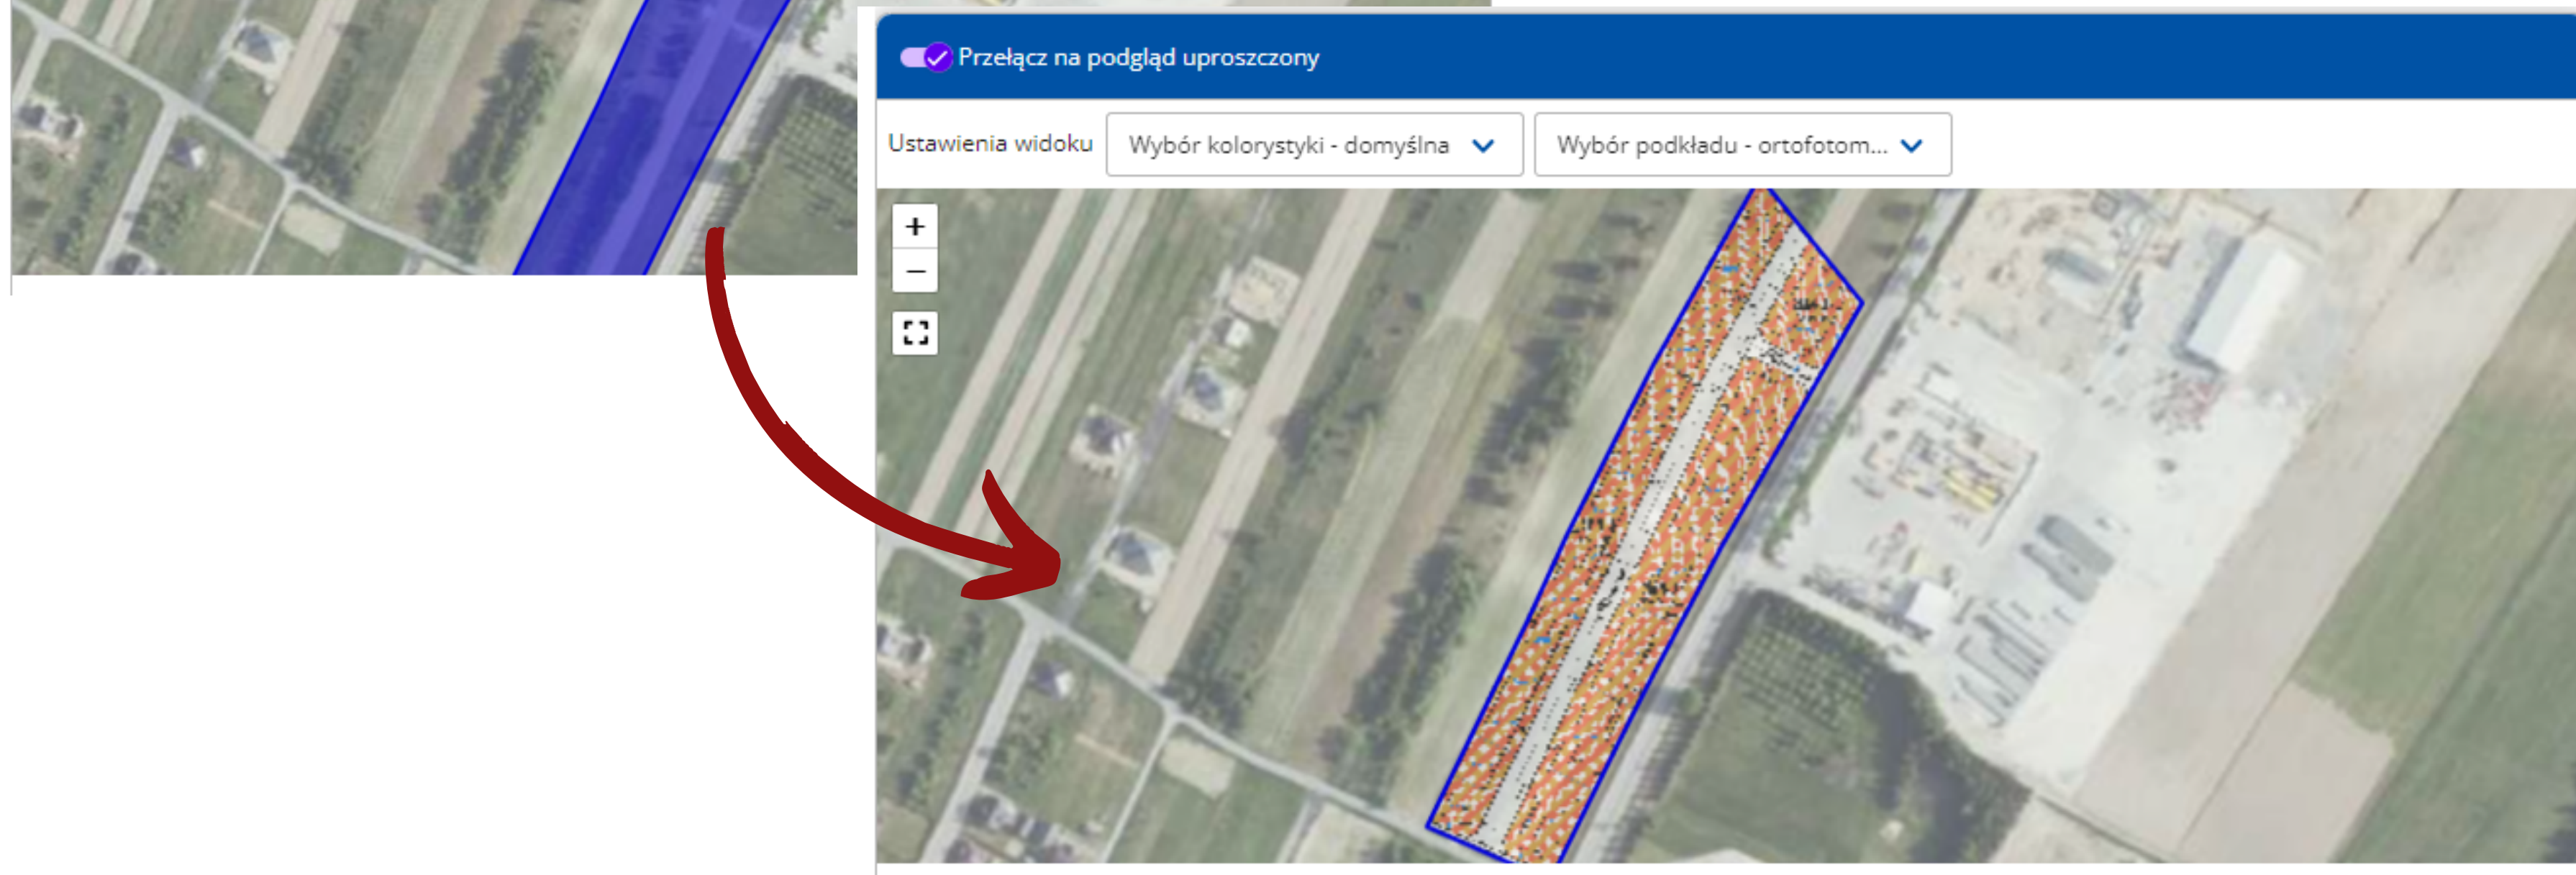 Przełącz na podgląd uproszczony
Ustawienia widoku
Wybór kolorystyki - domyślna
Wybór podkładu - ortofotom...
+
−